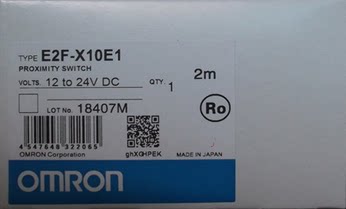 TYPE E2F-X10E1
PROXIMITY SWITCH 2m
VOLTS. 12 to 24V DC QTY. 1
LOT No. 18407M Ro
4 547648 322065
OMRON Corporation ghXGHPEK MADE IN JAPAN
OMRON